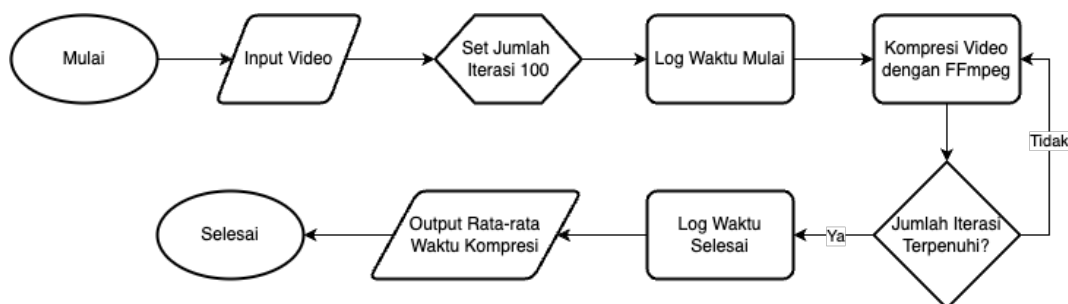 Mulai
Input Video
Set Jumlah
Iterasi 100
Log Waktu Mulai
Kompresi Video
dengan FFmpeg
Tidak
Jumlah Iterasi
Terpenuhi?
Ya
Log Waktu
Selesai
Output Rata-rata
Waktu Kompresi
Selesai